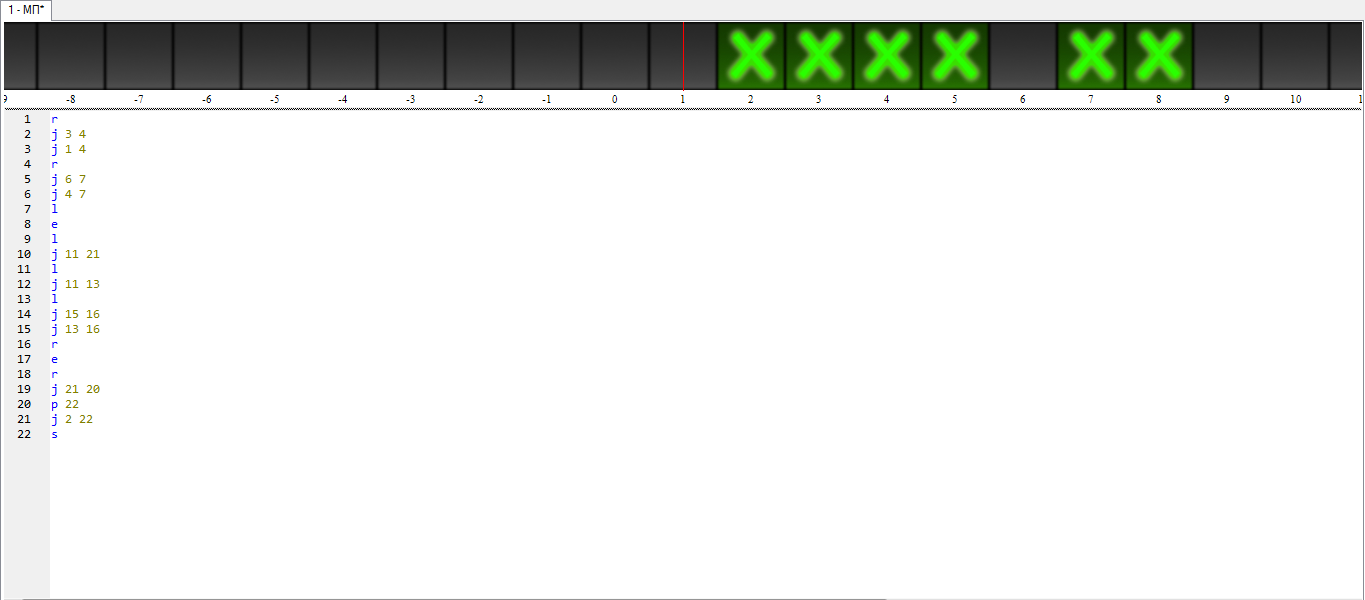 1 - МП*
-8 -7 -6 -5 -4 -3 -2 -1 0 1 2 3 4 5 6 7 8 9 10
1 r
2 j 3 4
3 j 1 4
4 r
5 j 6 7
6 j 4 7
7 l
8 e
9 l
10 j 11 21
11 l
12 j 11 13
13 l
14 j 15 16
15 j 13 16
16 r
17 e
18 r
19 j 21 20
20 p 22
21 j 2 22
22 s